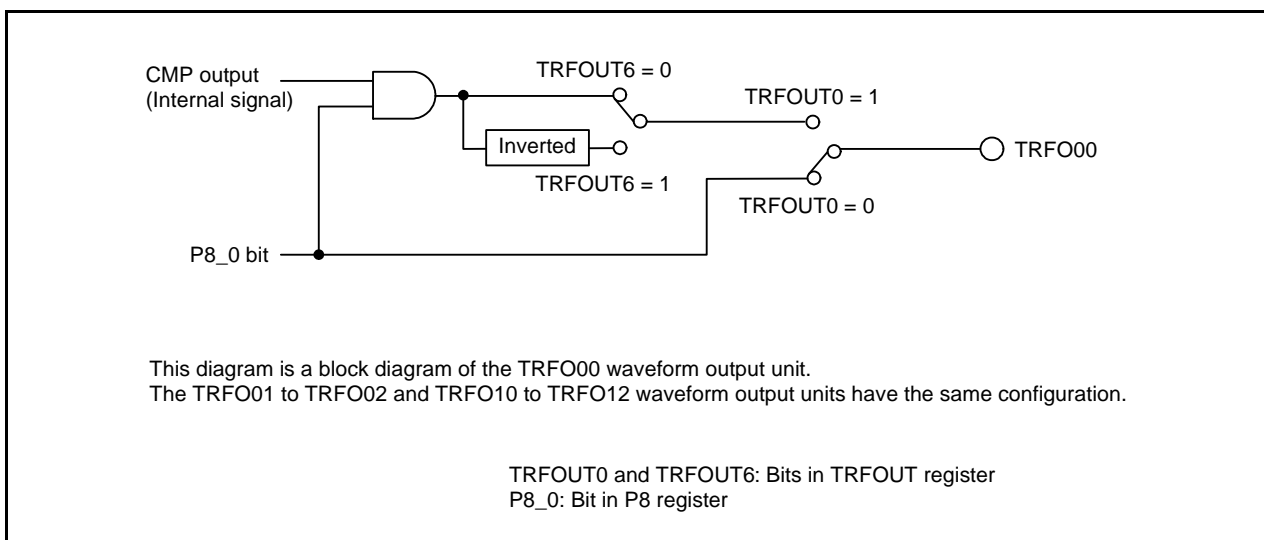 CMP output
(Internal signal)
TRFOUT6 = 0
TRFOUT0 = 1
Inverted
TRFO00
TRFOUT6 = 1
TRFOUT0 = 0
P8_0 bit
This diagram is a block diagram of the TRFO00 waveform output unit.
The TRFO01 to TRFO02 and TRFO10 to TRFO12 waveform output units have the same configuration.
TRFOUT0 and TRFOUT6: Bits in TRFOUT register
P8_0: Bit in P8 register